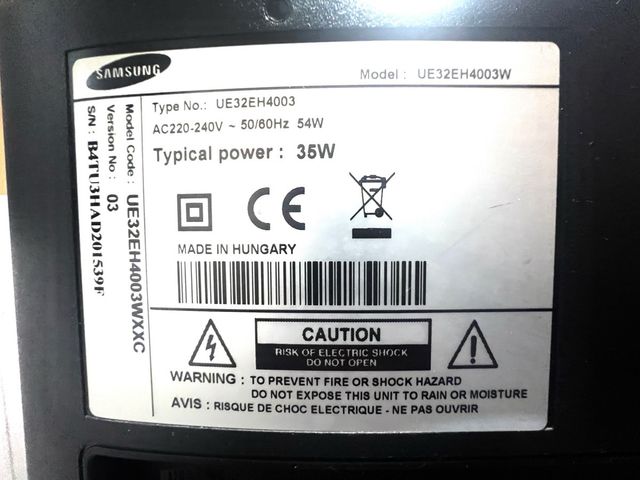 SAMSUNG
Model : UE32EH4003W
Type No.: UE32EH4003
AC220-240V ~ 50/60Hz 54W
Typical power : 35W
MADE IN HUNGARY
Model Code : UE32EH4003WXXC
Version No : 03
S/N : B4TU3HAD201539F
CAUTION
RISK OF ELECTRIC SHOCK
DO NOT OPEN
WARNING : TO PREVENT FIRE OR SHOCK HAZARD
DO NOT EXPOSE THIS UNIT TO RAIN OR MOISTURE
AVIS : RISQUE DE CHOC ELECTRIQUE - NE PAS OUVRIR